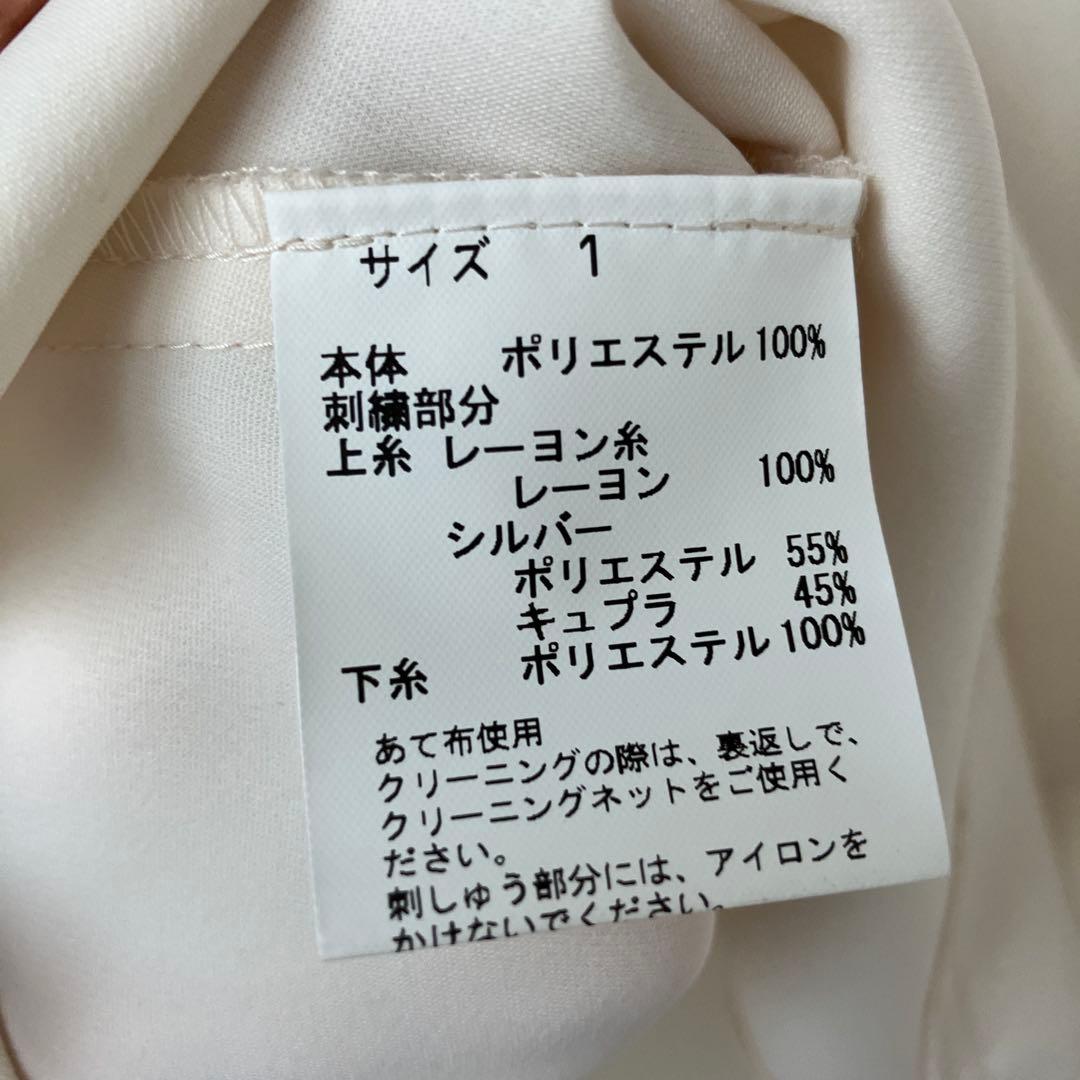 サイズ 1
本体 ポリエステル100%
刺繍部分
上糸 レーヨン糸
レーヨン 100%
シルバー
ポリエステル 55%
キュプラ 45%
下糸 ポリエステル100%
あて布使用
クリーニングの際は、裏返しで、
クリーニングネットをご使用く
ださい。
刺しゅう部分には、アイロンを
かけないでください。